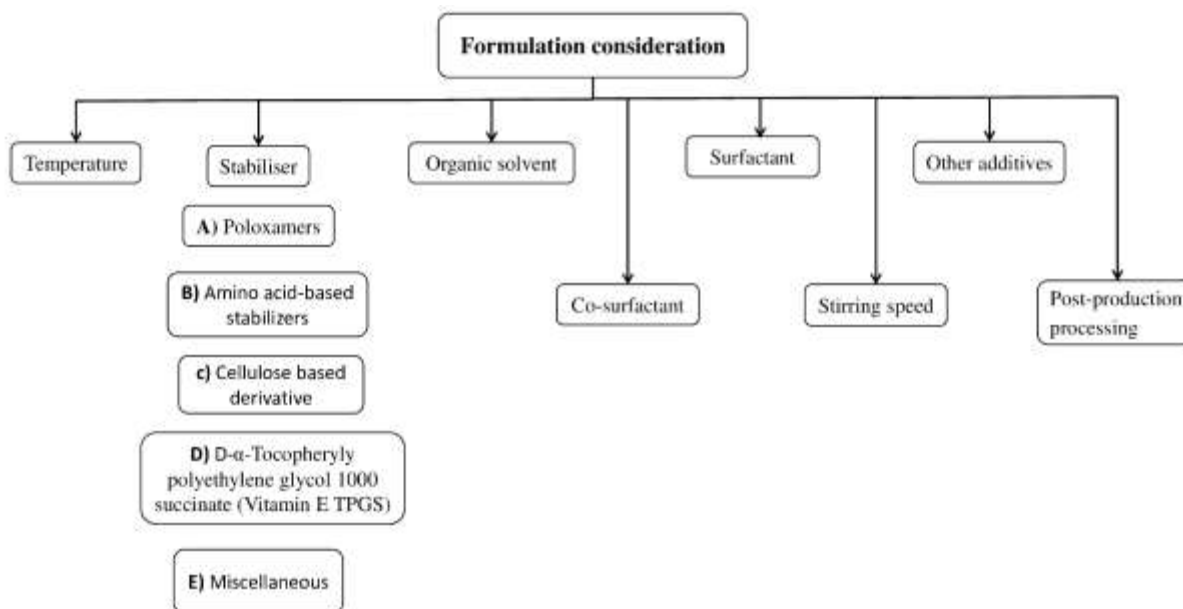 Formulation consideration
Temperature
Stabiliser
Organic solvent
Surfactant
Other additives
A) Poloxamers
B) Amino acid-based
stabilizers
Co-surfactant
Stirring speed
Post-production
processing
c) Cellulose based
derivative
D) D-α-Tocopheryly
polyethylene glycol 1000
succinate (Vitamin E TPGS)
E) Miscellaneous